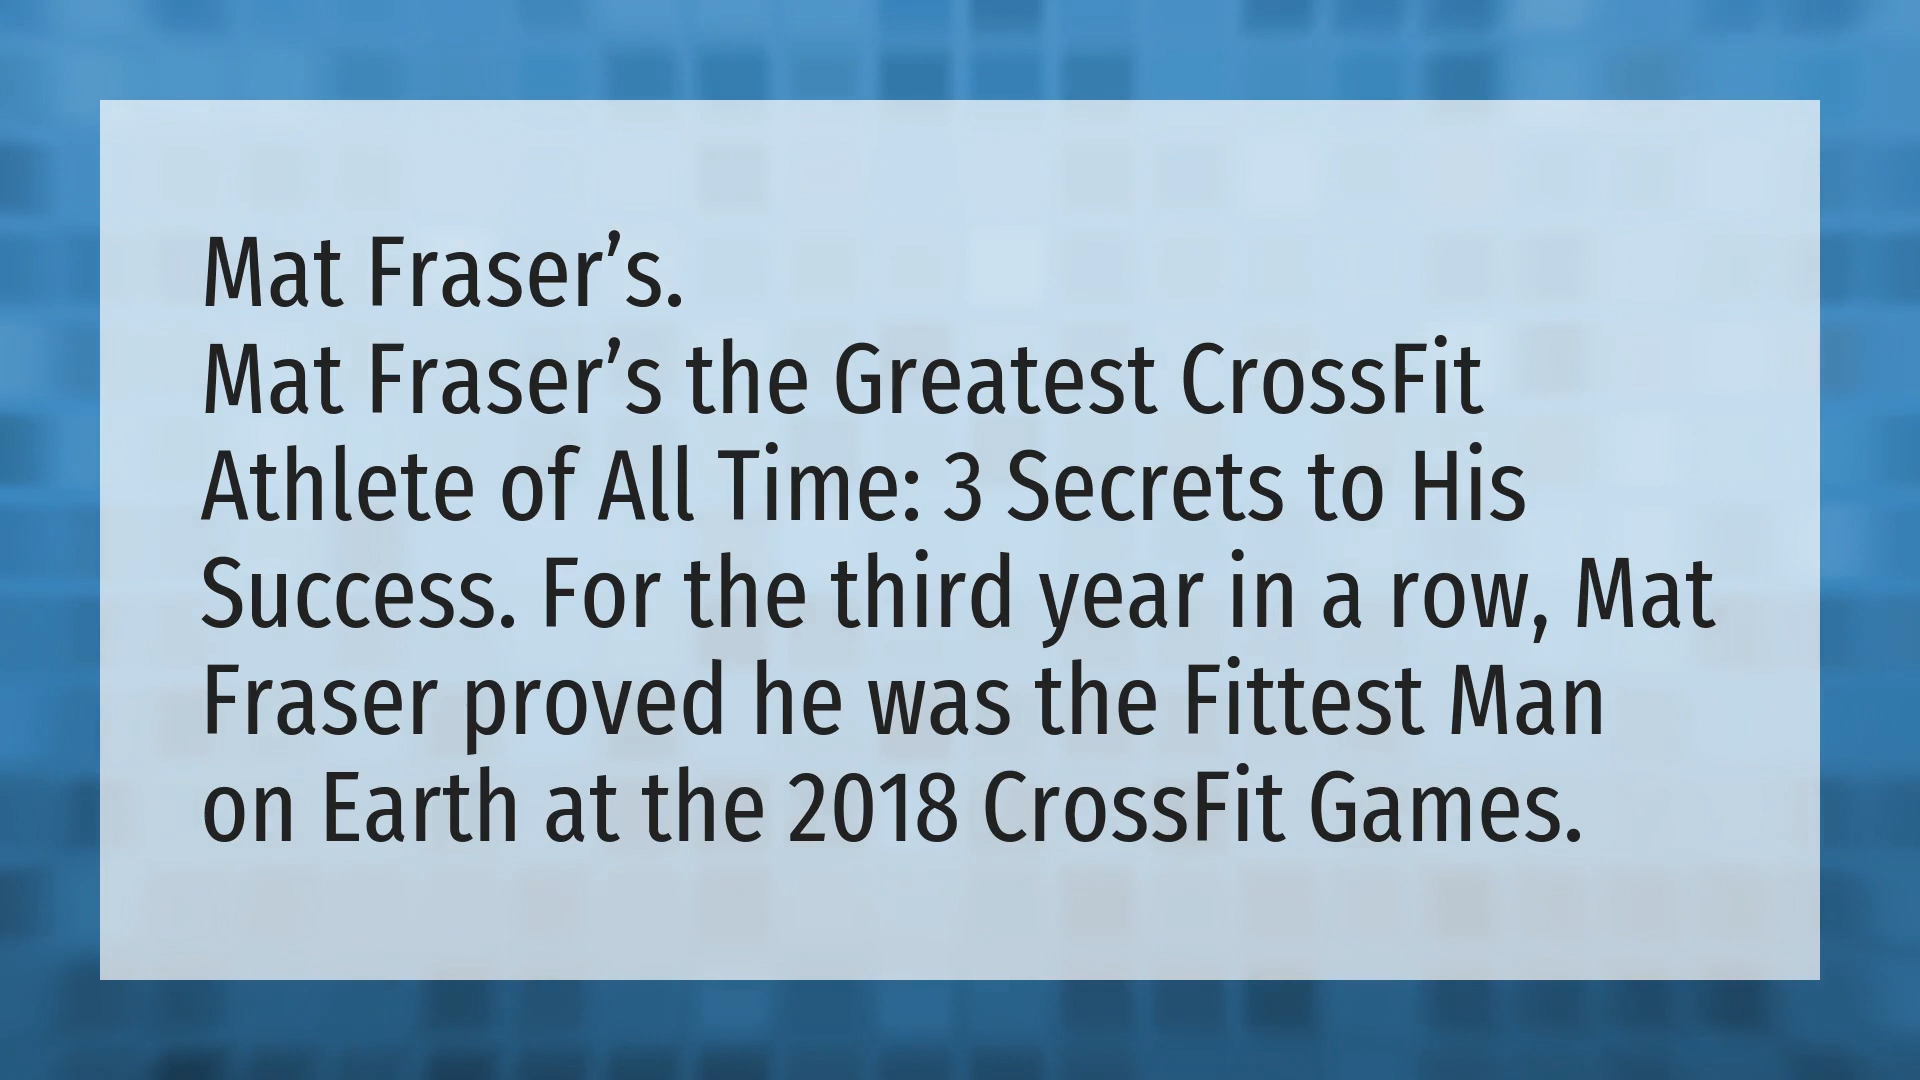 Mat Fraser’s.
Mat Fraser’s the Greatest CrossFit
Athlete of All Time: 3 Secrets to His
Success. For the third year in a row, Mat
Fraser proved he was the Fittest Man
on Earth at the 2018 CrossFit Games.